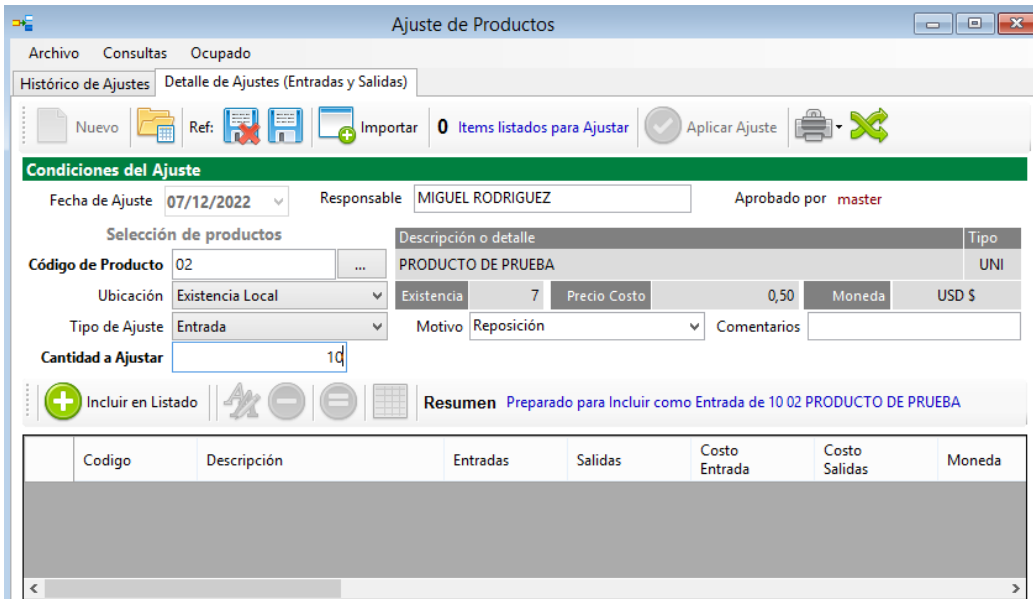 Ajuste de Productos
Archivo Consultas Ocupado
Histórico de Ajustes Detalle de Ajustes (Entradas y Salidas)
Nuevo Ref: Importar 0 Items listados para Ajustar Aplicar Ajuste
Condiciones del Ajuste
Fecha de Ajuste 07/12/2022 Responsable MIGUEL RODRIGUEZ Aprobado por master
Selección de productos Descripción o detalle Tipo
Código de Producto 02 ... PRODUCTO DE PRUEBA UNI
Ubicación Existencia Local Existencia 7 Precio Costo 0,50 Moneda USD $
Tipo de Ajuste Entrada Motivo Reposición Comentarios
Cantidad a Ajustar 10
Incluir en Listado Resumen Preparado para Incluir como Entrada de 10 02 PRODUCTO DE PRUEBA
Codigo Descripción Entradas Salidas Costo Entrada Costo Salidas Moneda